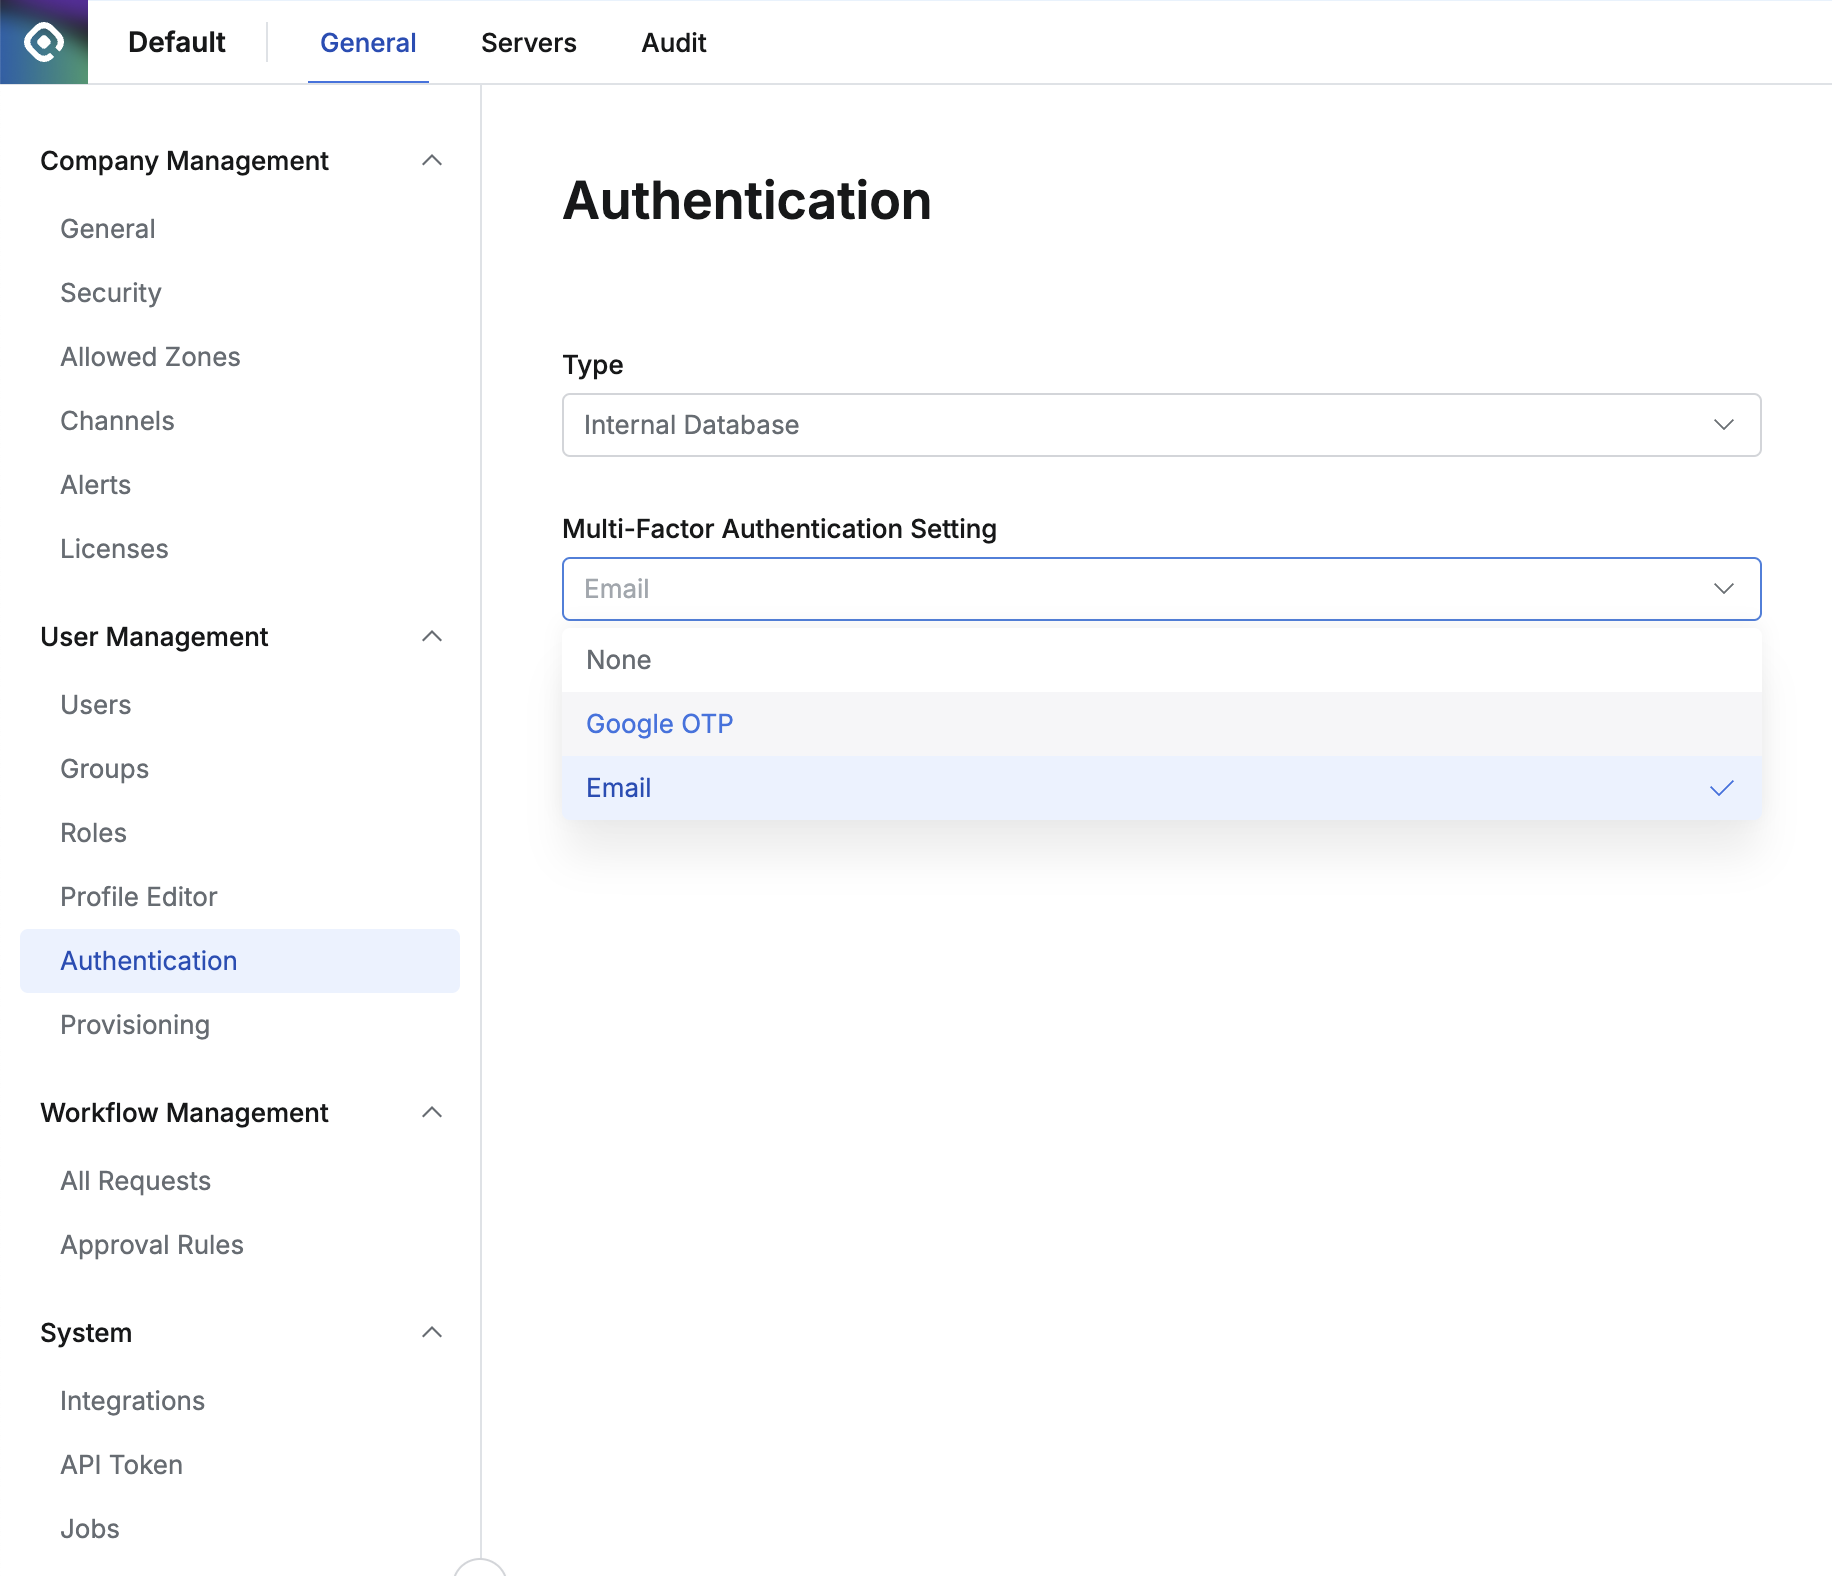 Default
General
Servers
Audit
Company Management
General
Security
Allowed Zones
Channels
Alerts
Licenses
User Management
Users
Groups
Roles
Profile Editor
Authentication
Provisioning
Workflow Management
All Requests
Approval Rules
System
Integrations
API Token
Jobs
Authentication
Type
Internal Database
Multi-Factor Authentication Setting
Email
None
Google OTP
Email